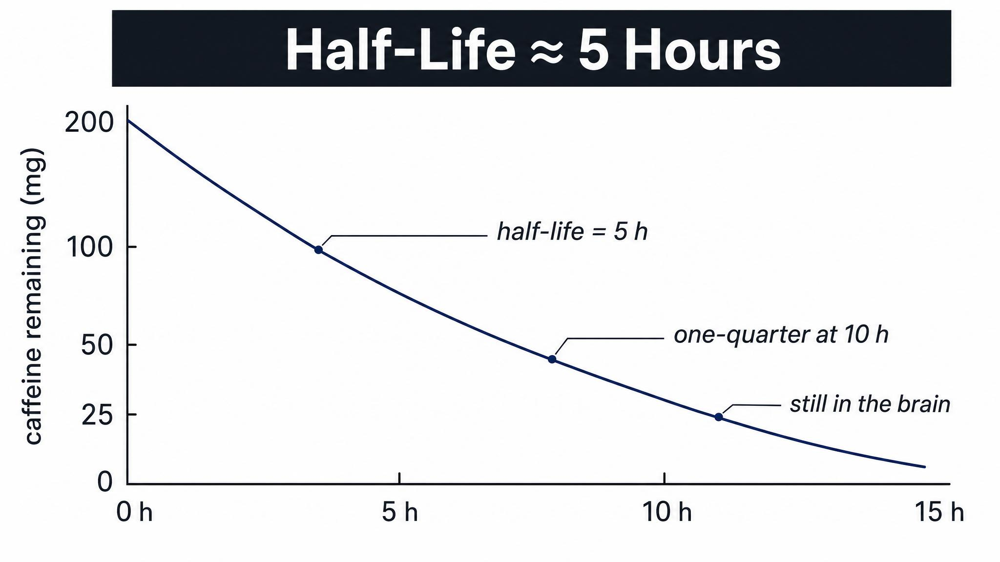 Half-Life ≈ 5 Hours
caffeine remaining (mg)
200
100
50
25
0
half-life = 5 h
one-quarter at 10 h
still in the brain
0 h
5 h
10 h
15 h